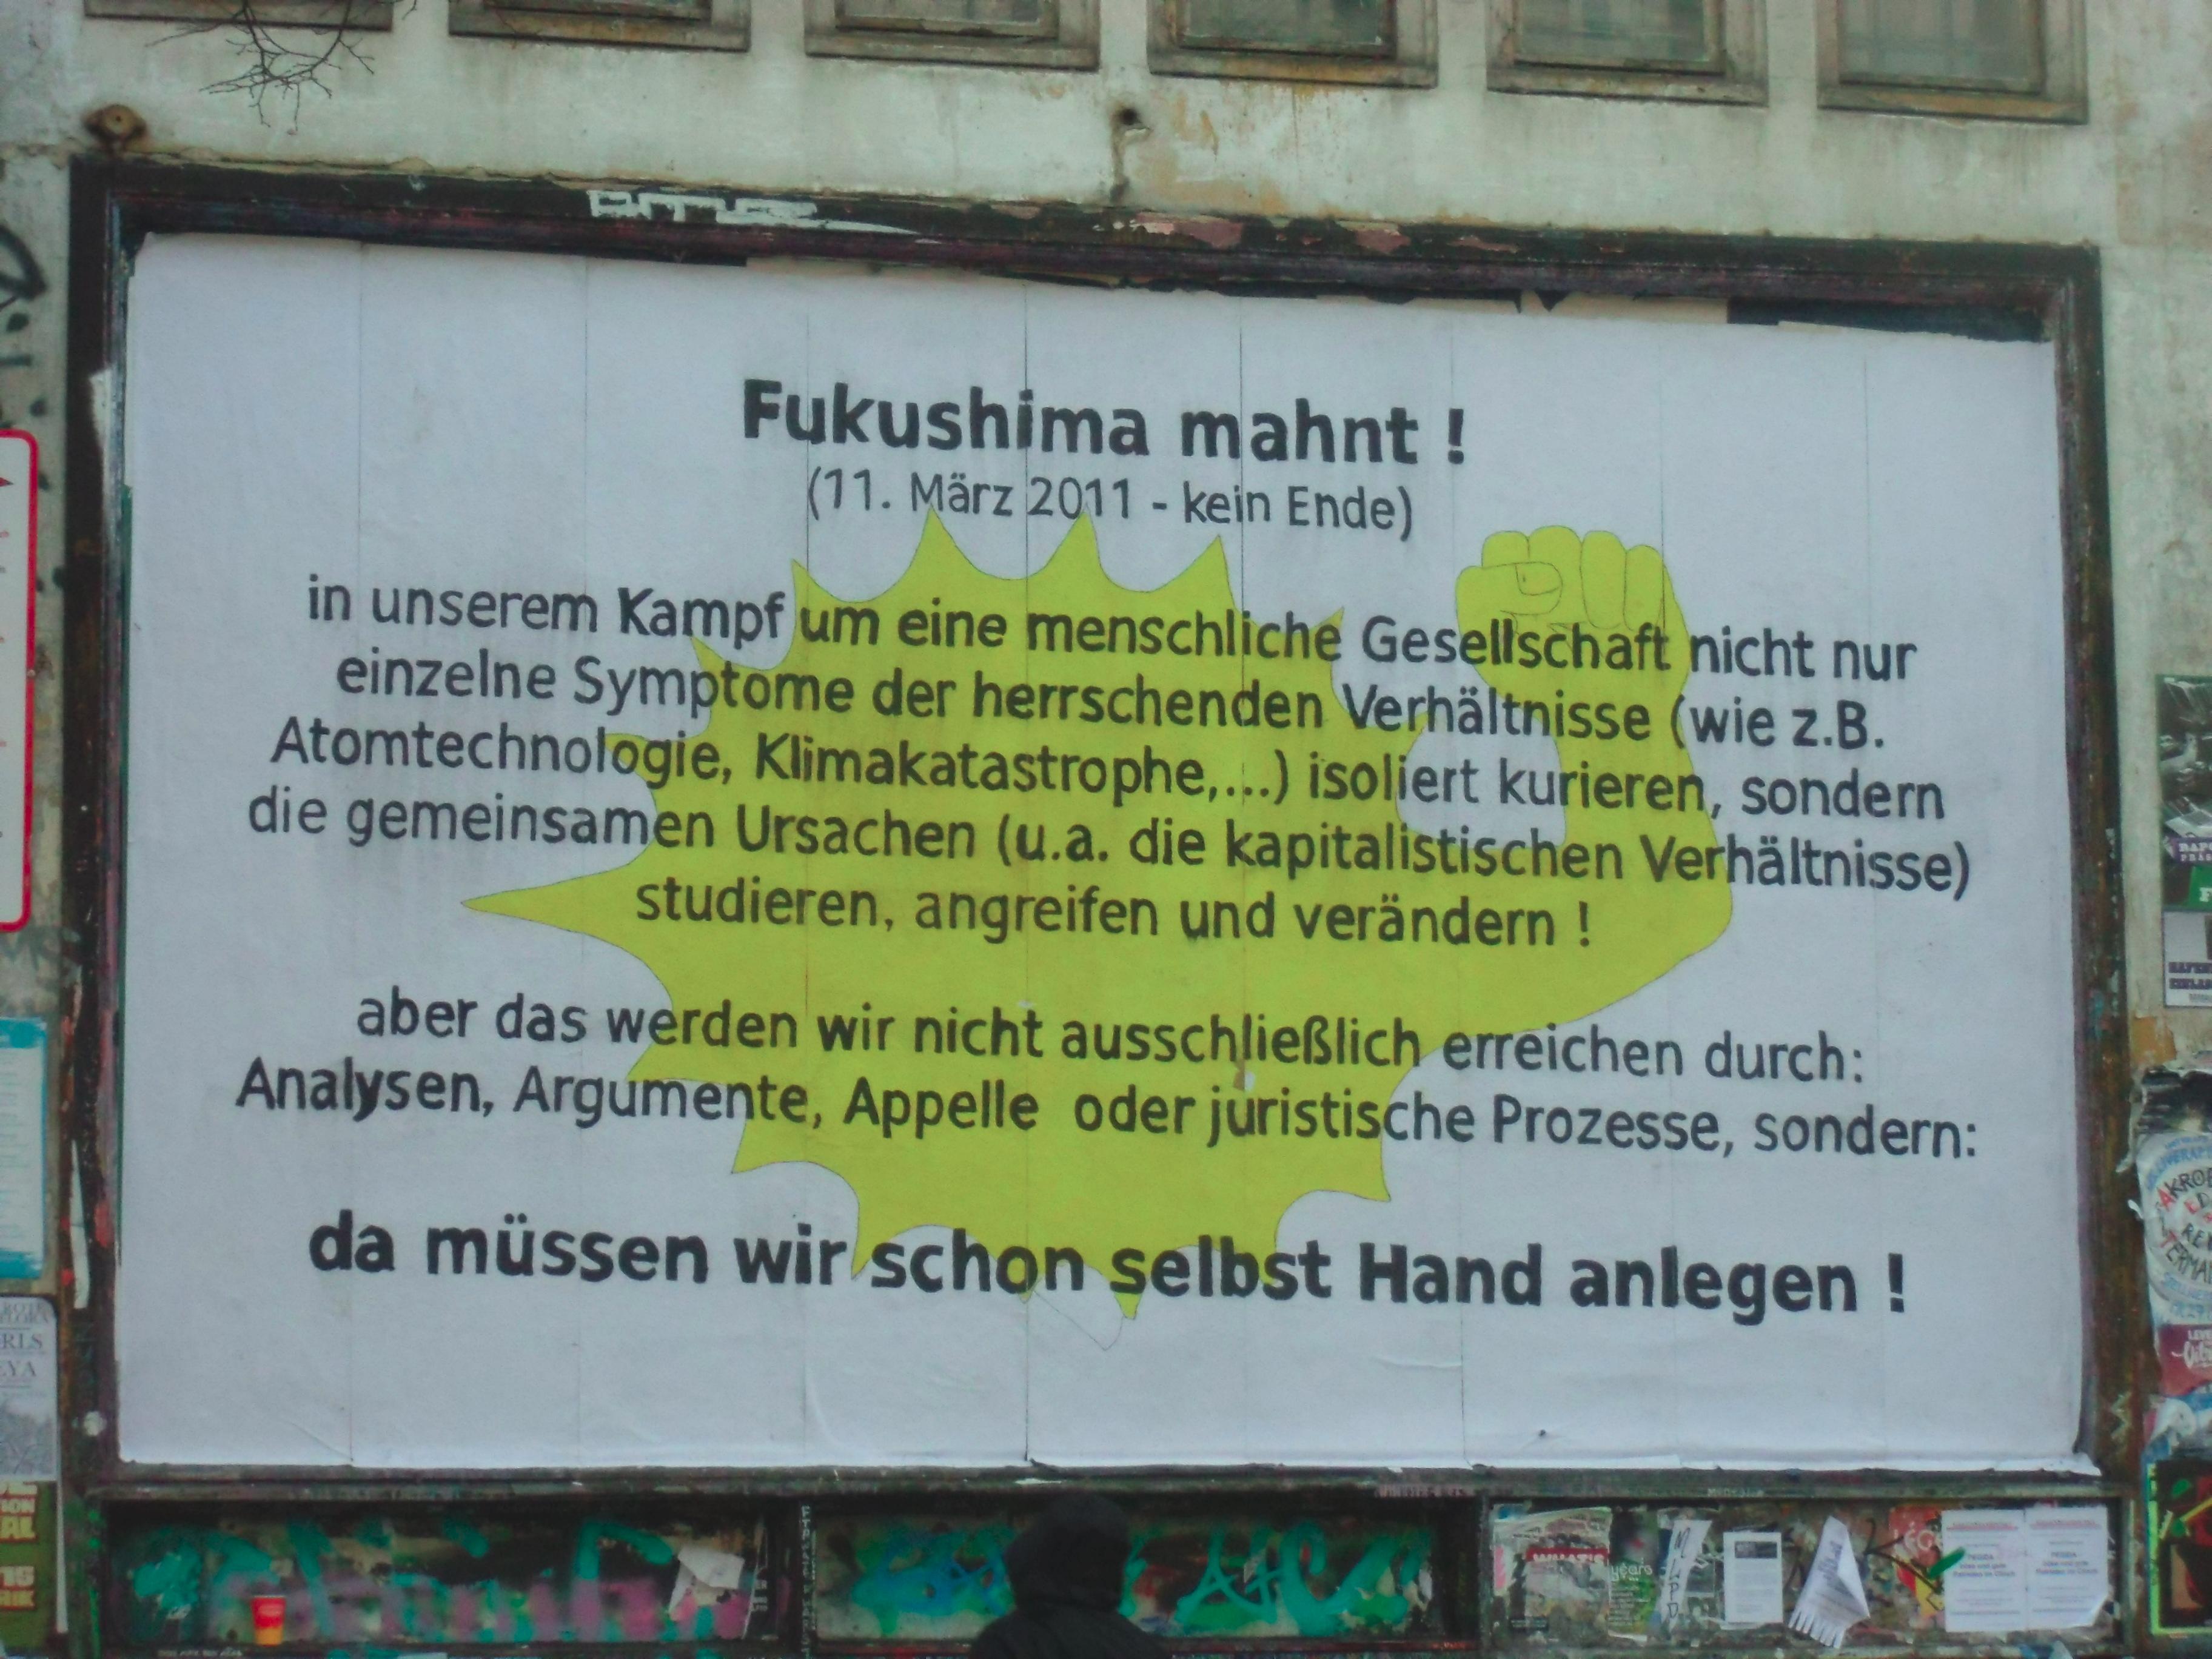 Fukushima mahnt !
(11. März 2011 - kein Ende)
in unserem Kampf um eine menschliche Gesellschaft nicht nur
einzelne Symptome der herrschenden Verhältnisse (wie z.B.
Atomtechnologie, Klimakatastrophe,...) isoliert kurieren, sondern
die gemeinsamen Ursachen (u.a. die kapitalistischen Verhältnisse)
studieren, angreifen und verändern !
aber das werden wir nicht ausschließlich erreichen durch:
Analysen, Argumente, Appelle oder juristische Prozesse, sondern:
da müssen wir schon selbst Hand anlegen !
WHAT'S
years